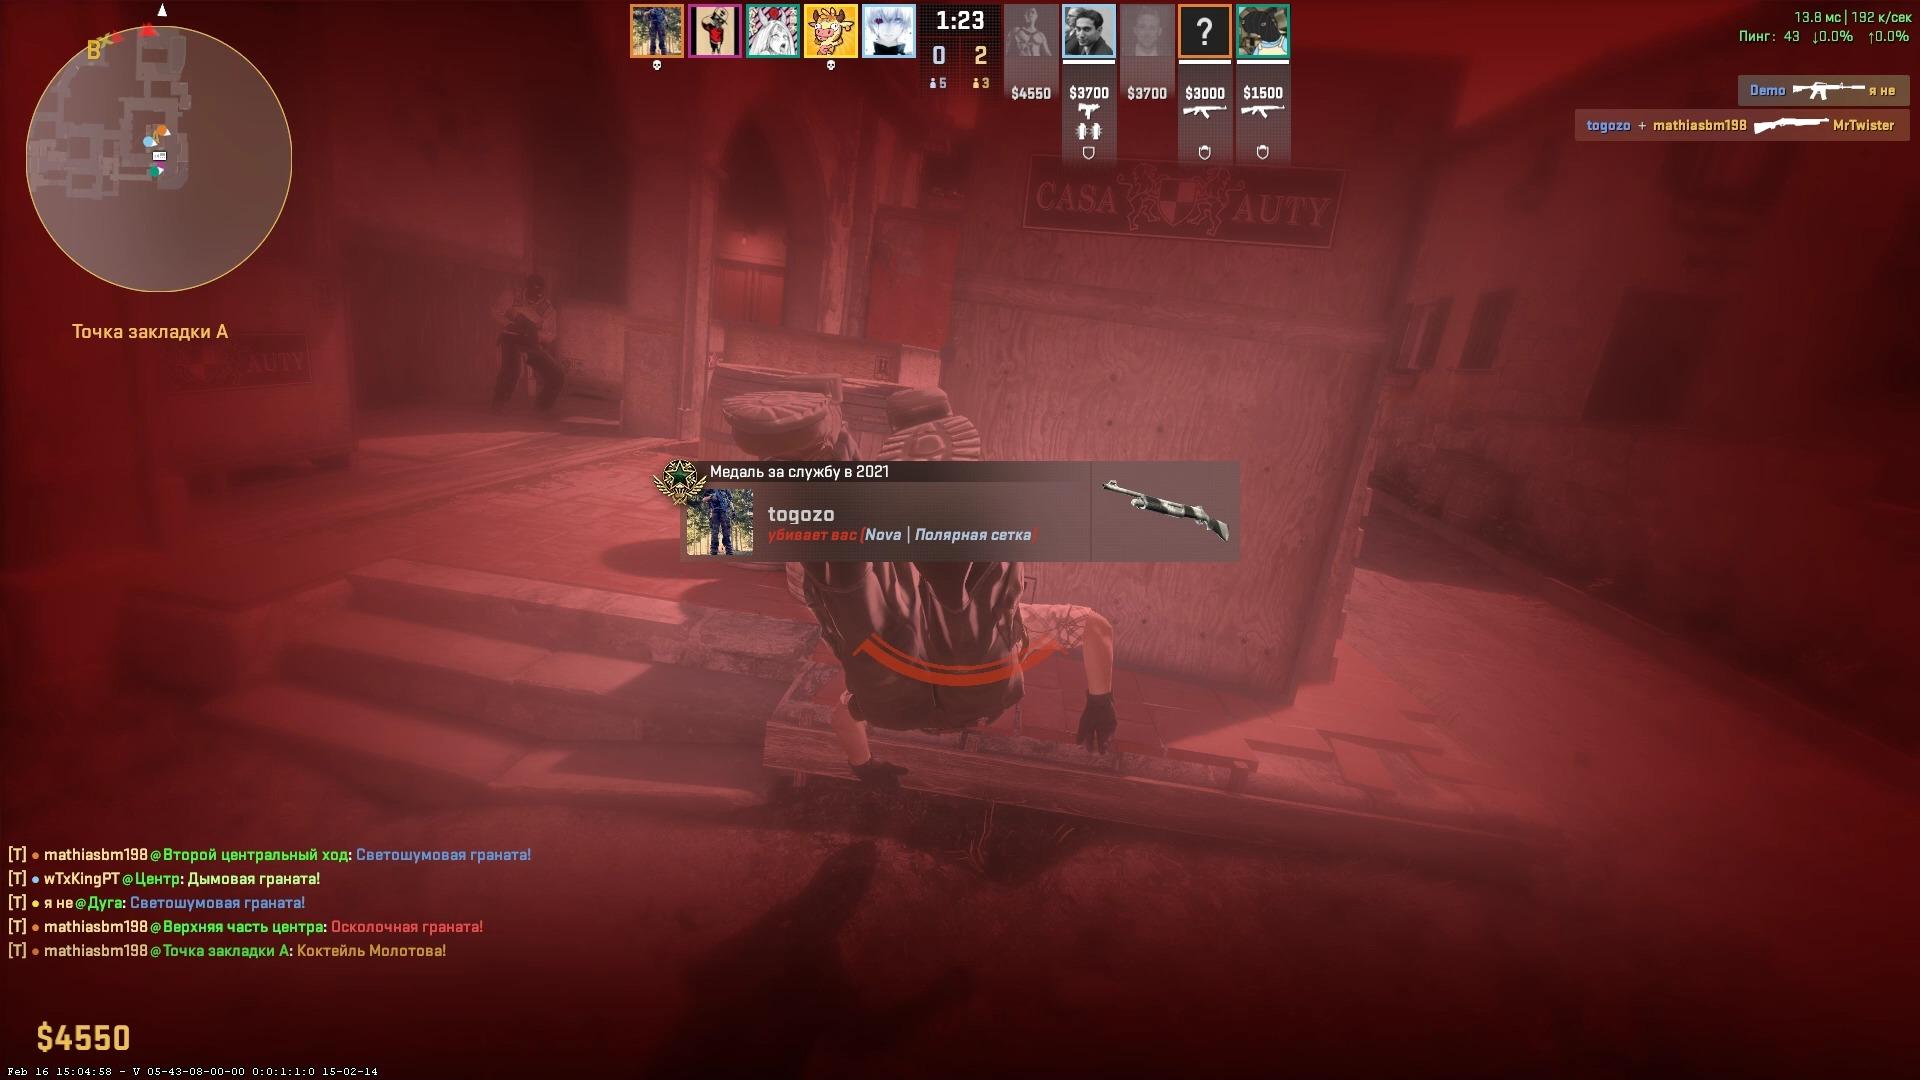 1:23
0 2
5 3
$4550 $3700 $3700 $3000 $1500
?
13.8 мс | 192 к/сек
Пинг: 43 ↓0.0% ↑0.0%
Demo я не
togozo + mathiasbm198 MrTwister
B
Точка закладки A
CASA AUTY
AUTY
Медаль за службу в 2021
togozo
убивает вас (Nova | Полярная сетка)
[T] ● mathiasbm198@Второй центральный ход: Светошумовая граната!
[T] ● wTxKingPT@Центр: Дымовая граната!
[T] ● я не@Дуга: Светошумовая граната!
[T] ● mathiasbm198@Верхняя часть центра: Осколочная граната!
[T] ● mathiasbm198@Точка закладки A: Коктейль Молотова!
$4550
Feb 16 15:04:58 - V 05-43-08-00-00 0:0:1:1:0 15-02-14